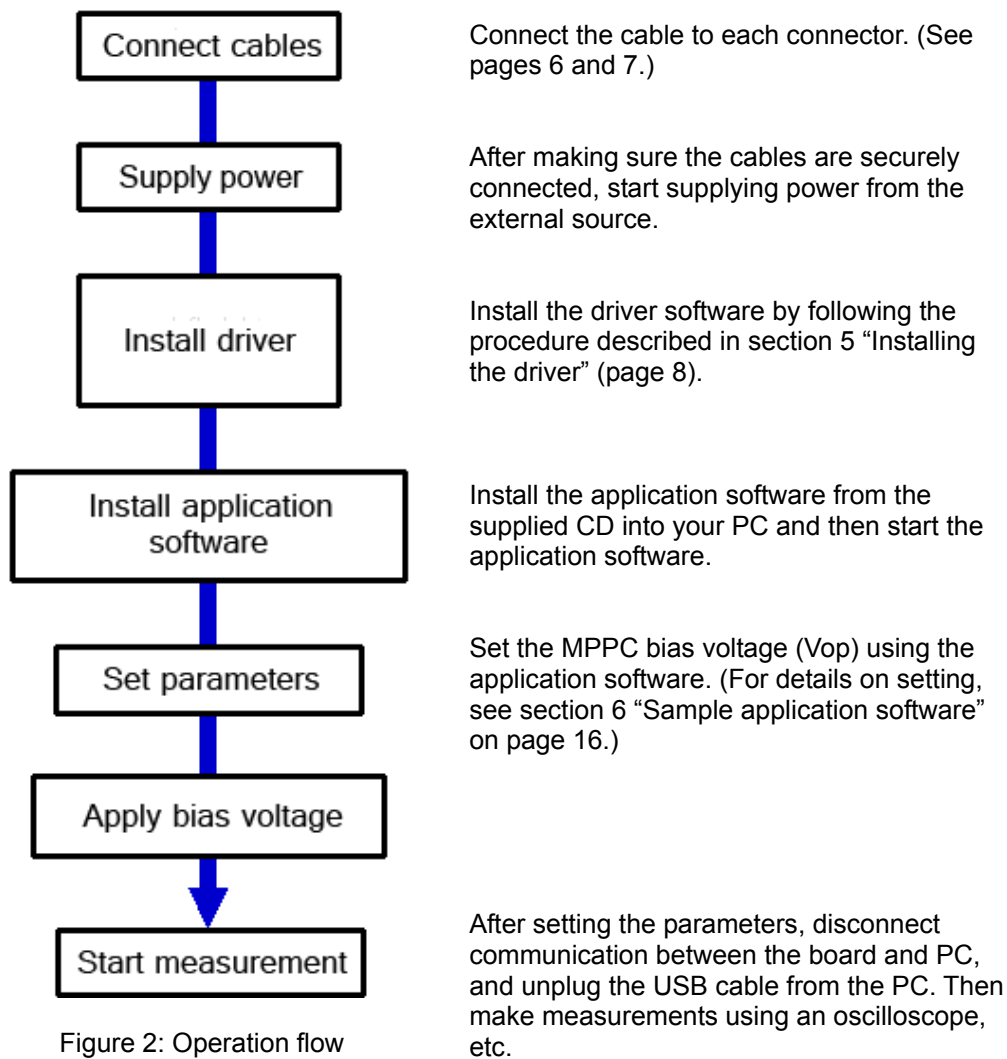 Connect cables
Connect the cable to each connector. (See
pages 6 and 7.)
Supply power
After making sure the cables are securely
connected, start supplying power from the
external source.
Install driver
Install the driver software by following the
procedure described in section 5 “Installing
the driver” (page 8).
Install application
software
Install the application software from the
supplied CD into your PC and then start the
application software.
Set parameters
Set the MPPC bias voltage (Vop) using the
application software. (For details on setting,
see section 6 “Sample application software”
on page 16.)
Apply bias voltage
Start measurement
After setting the parameters, disconnect
communication between the board and PC,
and unplug the USB cable from the PC. Then
make measurements using an oscilloscope,
etc.
Figure 2: Operation flow